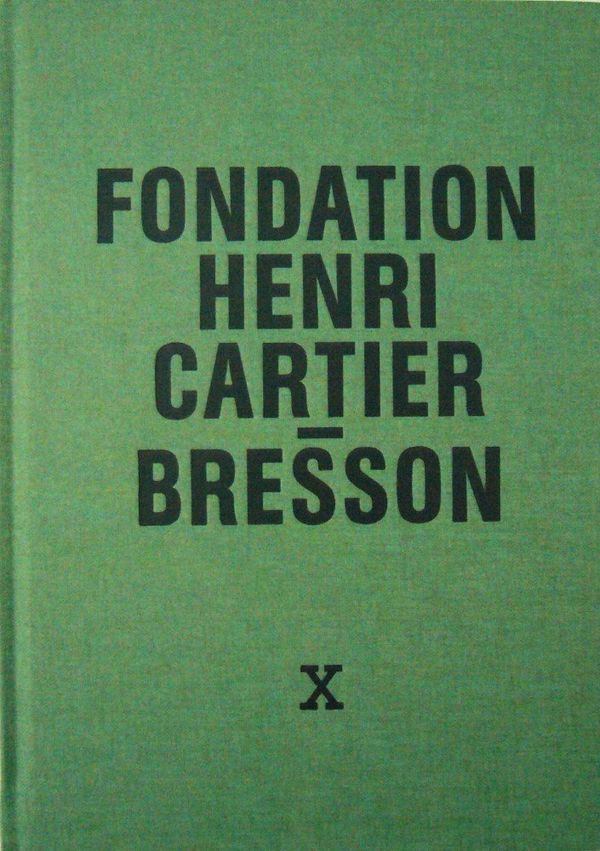 FONDATION
HENRI
CARTIER
–
BRESSON
X